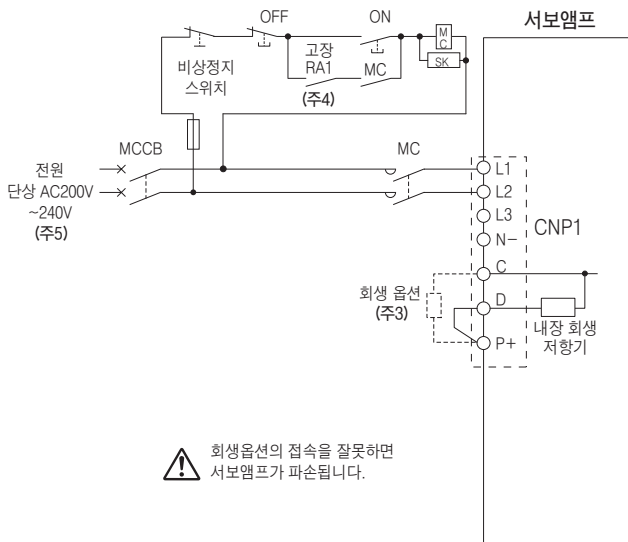 서보앰프
OFF
ON
비상정지
스위치
고장
RA1
(주4)
MC
M
C
SK
MCCB
MC
전원
단상 AC200V
~240V
(주5)
L1
L2
L3
N−
CNP1
C
D
P+
회생 옵션
(주3)
내장 회생
저항기
회생옵션의 접속을 잘못하면
서보앰프가 파손됩니다.